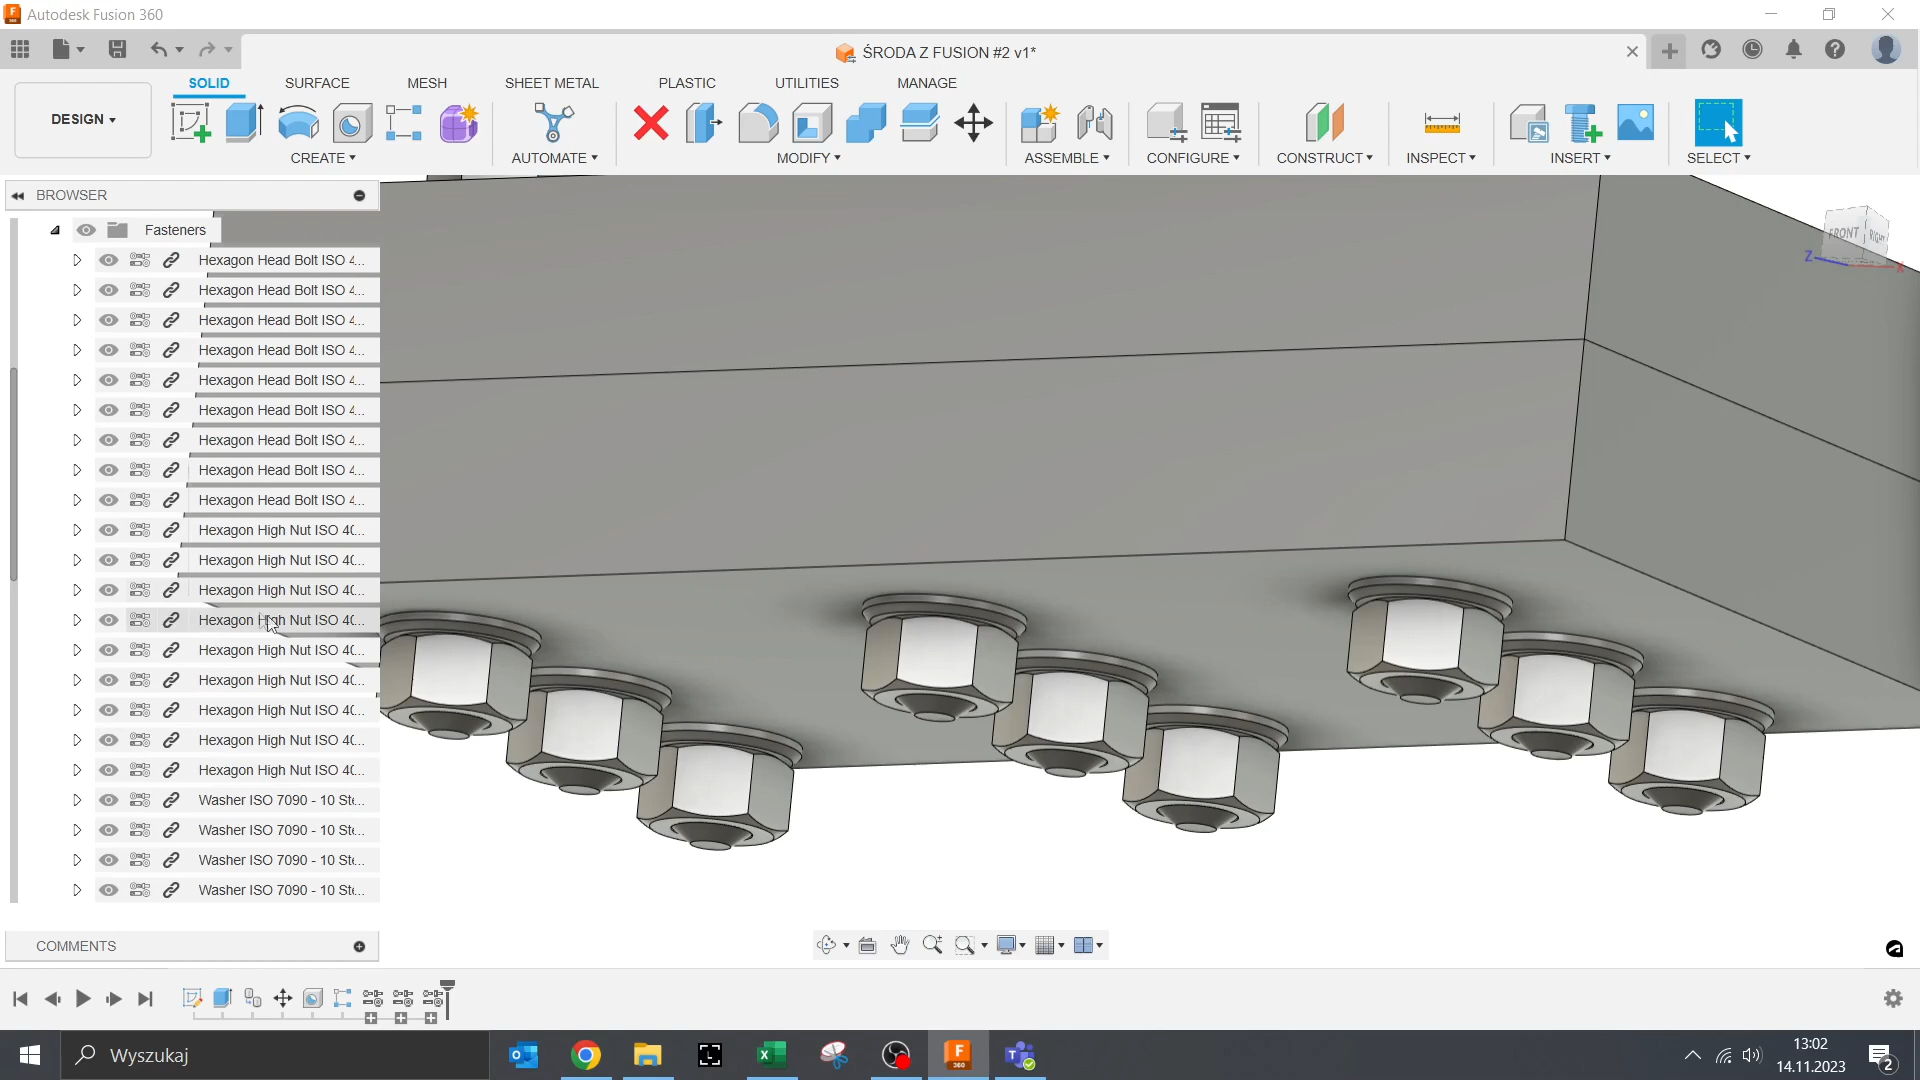 Autodesk Fusion 360
ŚRODA Z FUSION #2 v1*
SOLID SURFACE MESH SHEET METAL PLASTIC UTILITIES MANAGE
DESIGN
CREATE AUTOMATE MODIFY ASSEMBLE CONFIGURE CONSTRUCT INSPECT INSERT SELECT
BROWSER
Fasteners
Hexagon Head Bolt ISO 4...
Hexagon Head Bolt ISO 4...
Hexagon Head Bolt ISO 4...
Hexagon Head Bolt ISO 4...
Hexagon Head Bolt ISO 4...
Hexagon Head Bolt ISO 4...
Hexagon Head Bolt ISO 4...
Hexagon Head Bolt ISO 4...
Hexagon Head Bolt ISO 4...
Hexagon High Nut ISO 40...
Hexagon High Nut ISO 40...
Hexagon High Nut ISO 40...
Hexagon High Nut ISO 40...
Hexagon High Nut ISO 40...
Hexagon High Nut ISO 40...
Hexagon High Nut ISO 40...
Hexagon High Nut ISO 40...
Hexagon High Nut ISO 40...
Washer ISO 7090 - 10 Ste...
Washer ISO 7090 - 10 Ste...
Washer ISO 7090 - 10 Ste...
Washer ISO 7090 - 10 Ste...
FRONT RIGHT
Z X
COMMENTS
Wyszukaj
13:02
14.11.2023
2